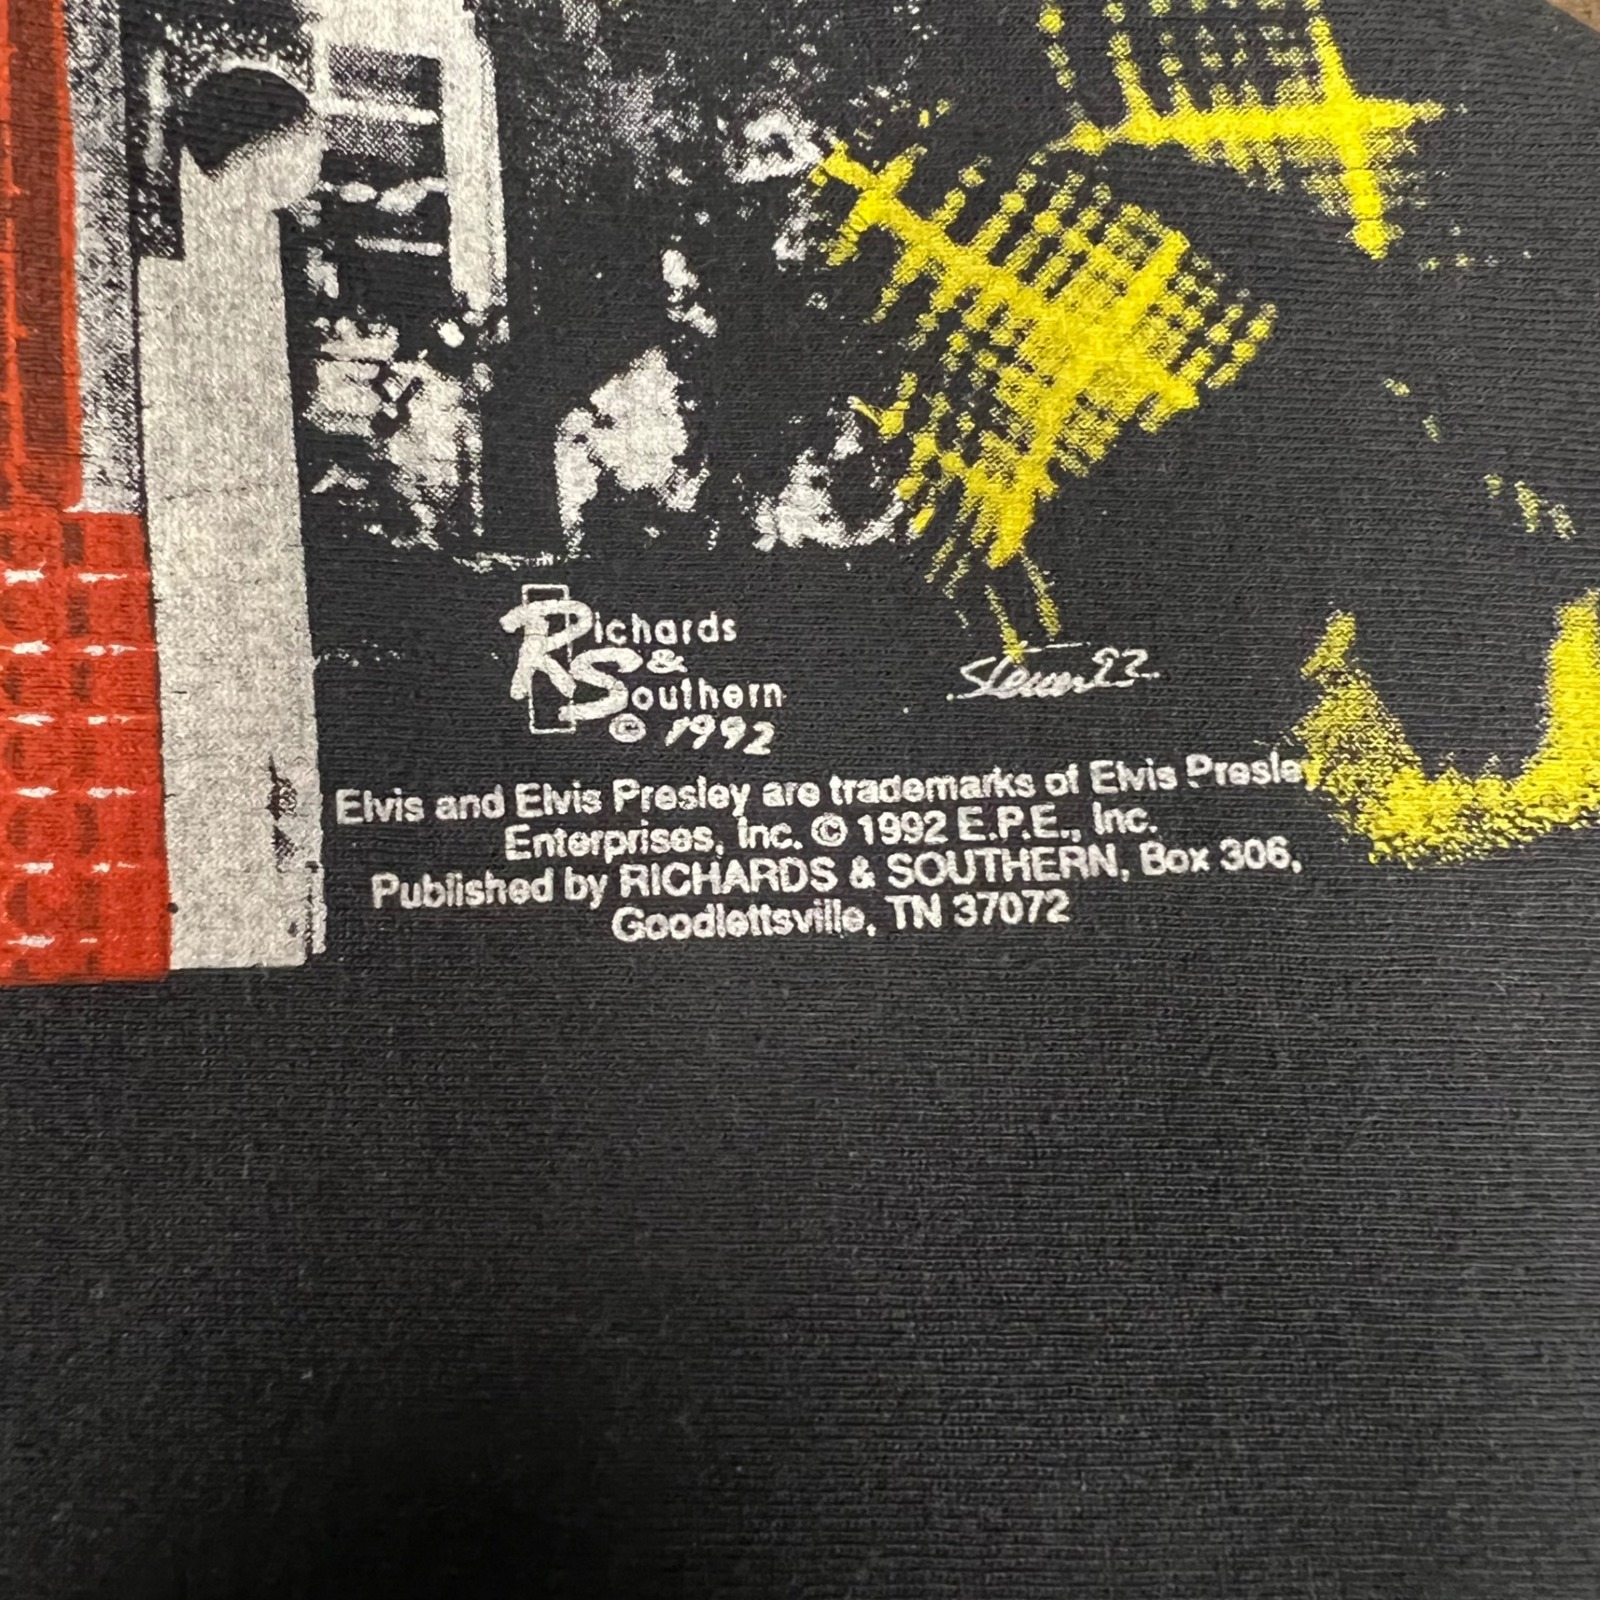 Richards
&
Southern
© 1992
Elvis and Elvis Presley are trademarks of Elvis Presley
Enterprises, Inc. © 1992 E.P.E., Inc.
Published by RICHARDS & SOUTHERN, Box 306,
Goodlettsville, TN 37072